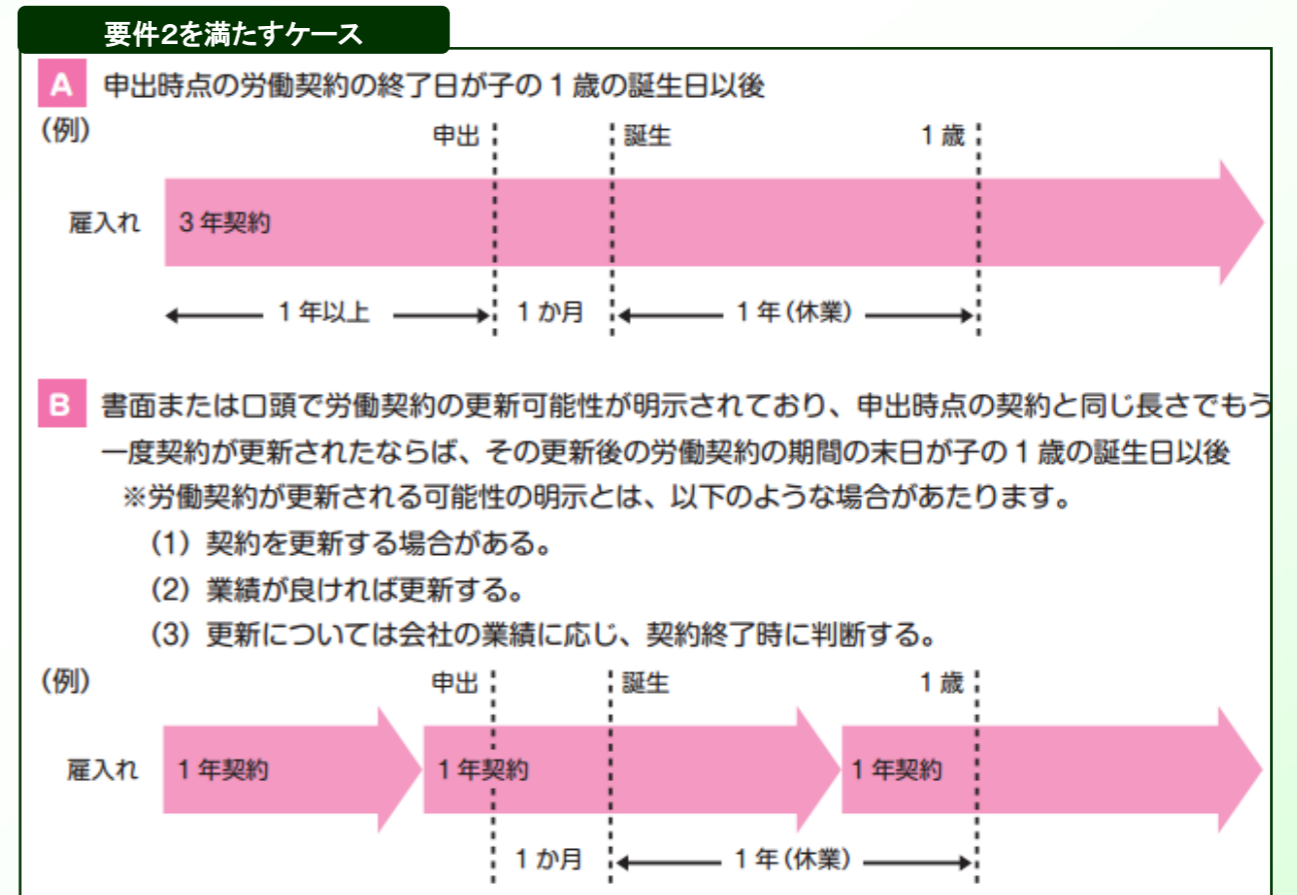 要件2を満たすケース
A 申出時点の労働契約の終了日が子の1歳の誕生日以後
(例)
申出 誕生 1歳
雇入れ 3年契約
1年以上 1か月 1年(休業)
B 書面または口頭で労働契約の更新可能性が明示されており、申出時点の契約と同じ長さでもう
一度契約が更新されたならば、その更新後の労働契約の期間の末日が子の1歳の誕生日以後
※労働契約が更新される可能性の明示とは、以下のような場合があたります。
(1)契約を更新する場合がある。
(2)業績が良ければ更新する。
(3)更新については会社の業績に応じ、契約終了時に判断する。
(例)
申出 誕生 1歳
雇入れ 1年契約 1年契約 1年契約
1か月 1年(休業)